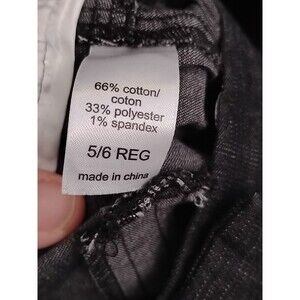 66% cotton/
coton
33% polyester
1% spandex
5/6 REG
made in china